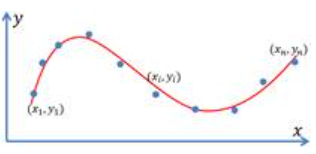 y
(xₙ, yₙ)
(xᵢ, yᵢ)
(x₁, y₁)
x